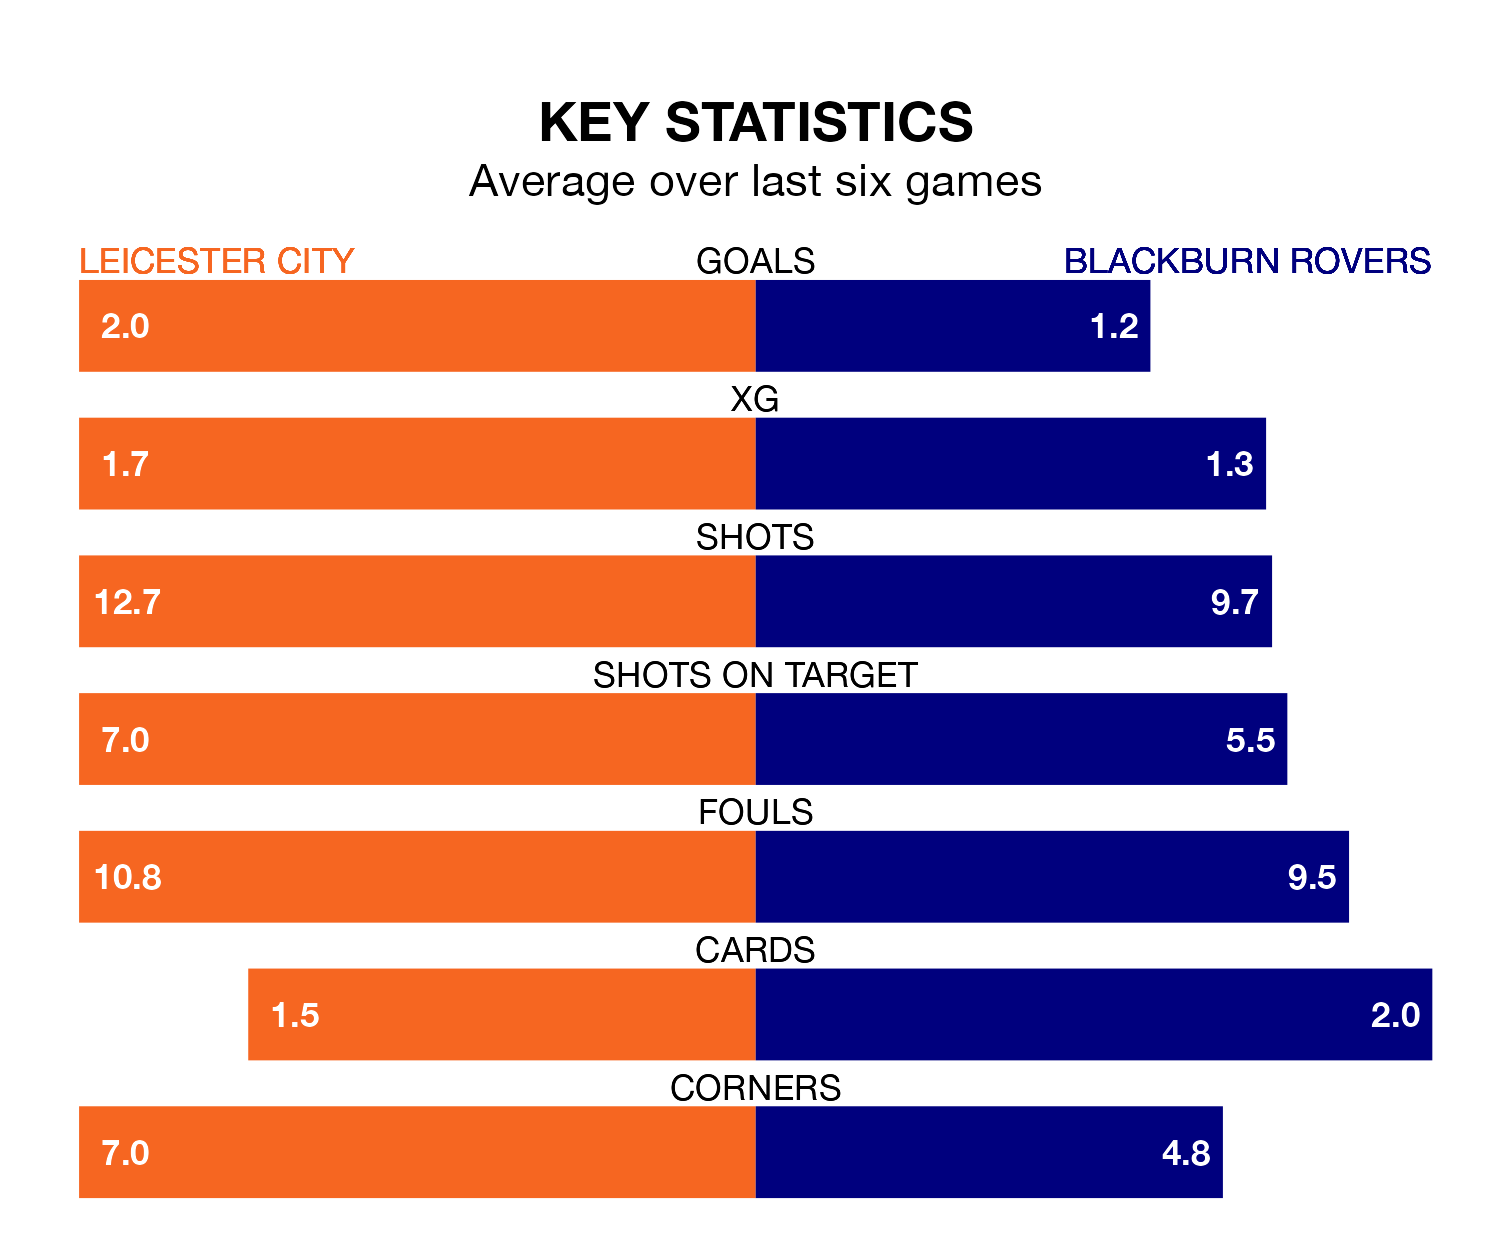 KEY STATISTICS
Average over last six games
LEICESTER CITY GOALS BLACKBURN ROVERS
2.0 1.2
XG
1.7 1.3
SHOTS
12.7 9.7
SHOTS ON TARGET
7.0 5.5
FOULS
10.8 9.5
CARDS
1.5 2.0
CORNERS
7.0 4.8